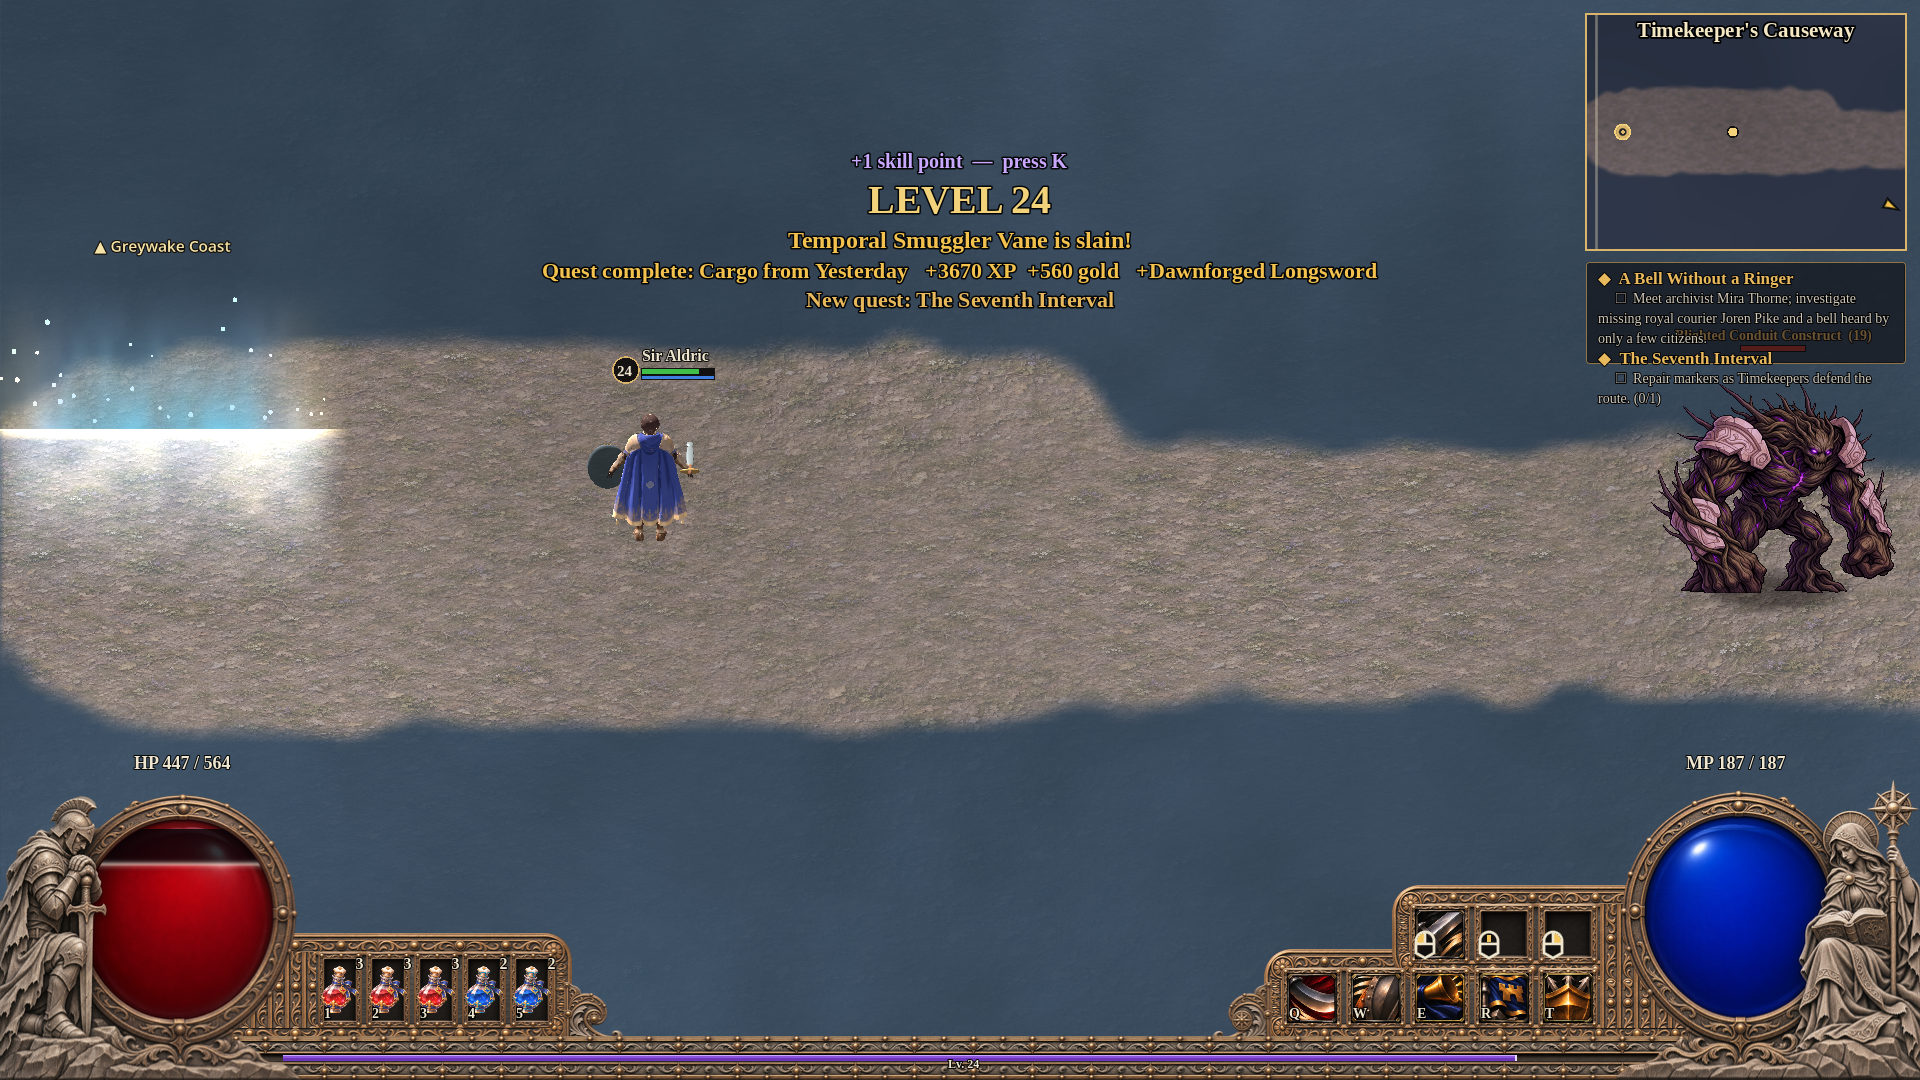 Timekeeper's Causeway
+1 skill point — press K
LEVEL 24
Temporal Smuggler Vane is slain!
Quest complete: Cargo from Yesterday +3670 XP +560 gold +Dawnforged Longsword
New quest: The Seventh Interval
▲ Greywake Coast
◆ A Bell Without a Ringer
Meet archivist Mira Thorne; investigate
missing royal courier Joren Pike and a bell heard by
only a few citizens.
Blighted Conduit Construct (19)
◆ The Seventh Interval
Repair markers as Timekeepers defend the
route. (0/1)
Sir Aldric
24
HP 447 / 564
MP 187 / 187
3 3 3 2 2
1 2 3 4 5
Q W E R T
Lv. 24